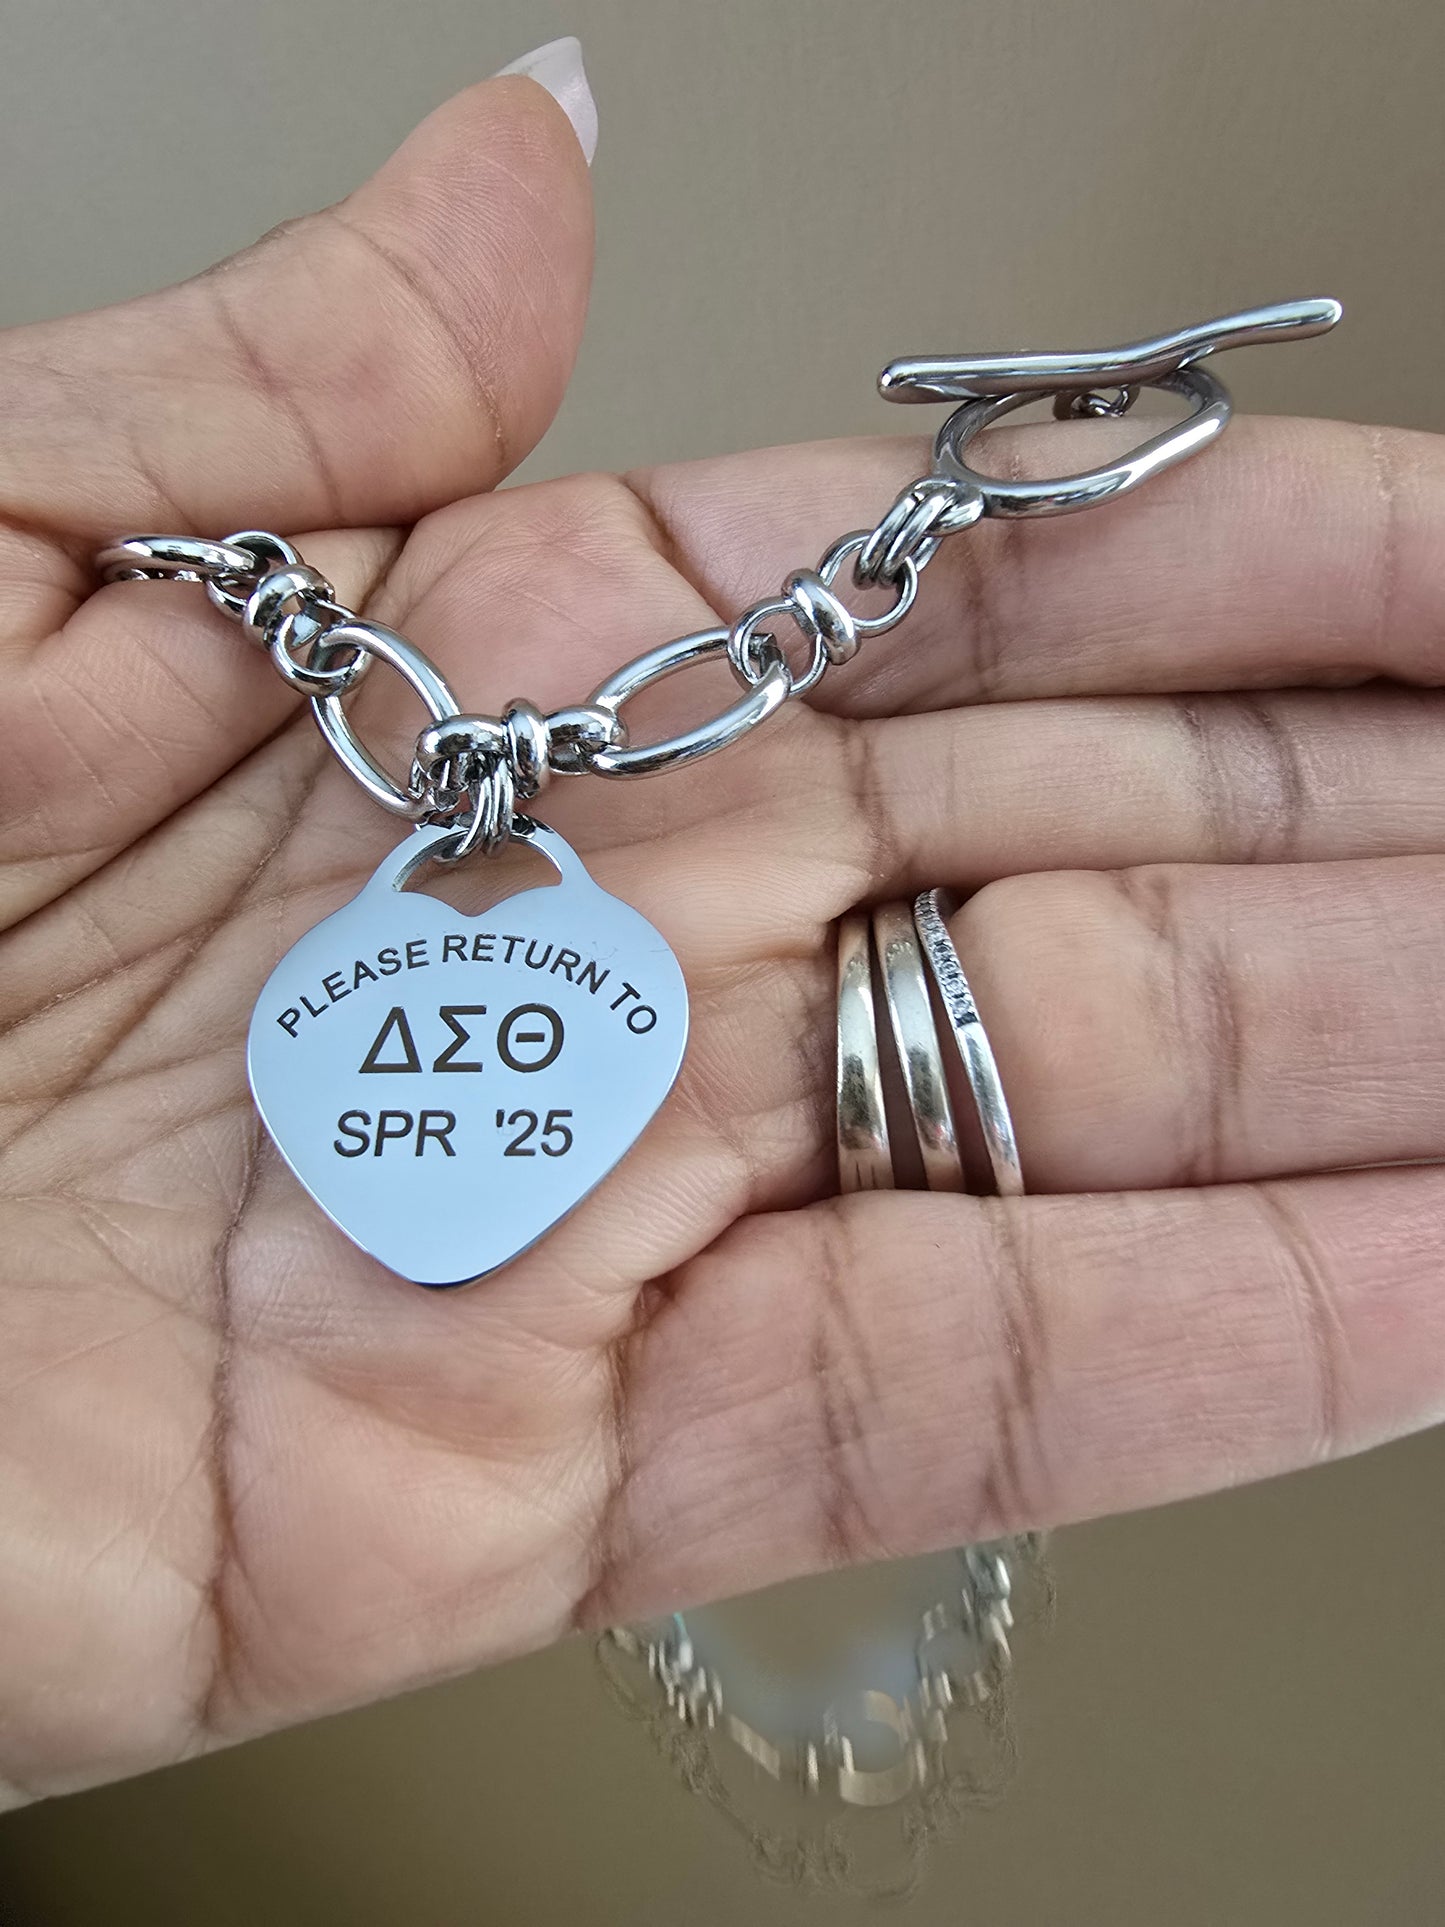 PLEASE RETURN TO
ΔΣΘ
SPR '25